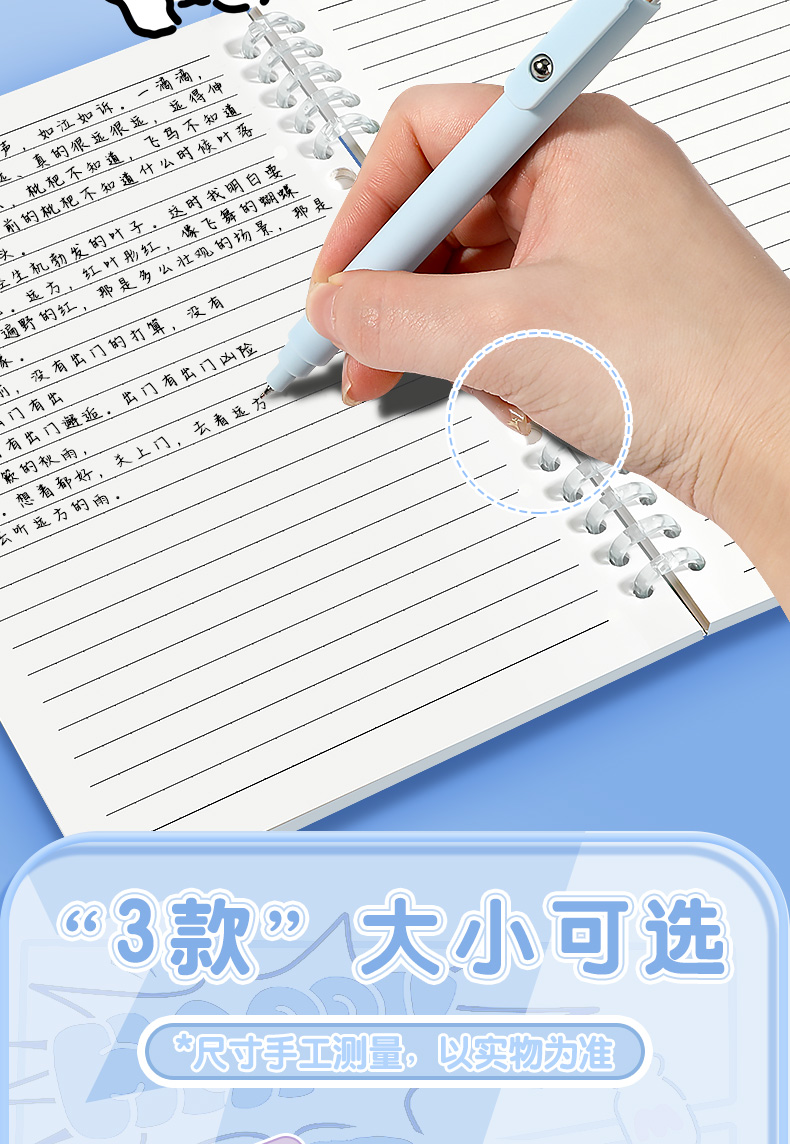 声，如泣如诉。一滴滴，
远、真的很远很远，远得伸
，枇杷不知道，飞鸟不知道
前的枇杷不知道什么时候叶落
头。
生机勃发的叶子。这时我明白要
。远方，红叶彤红，像飞舞的蝴蝶
遍野的红，那是多么壮观的场景，那是
前，没有出门的打算，没有
出门有出
有出门邂逅。出门有出门凶险
簌的秋雨，
。想看都好，关上门，去看远方
去听远方的雨。
“3款” 大小可选
*尺寸手工测量，以实物为准